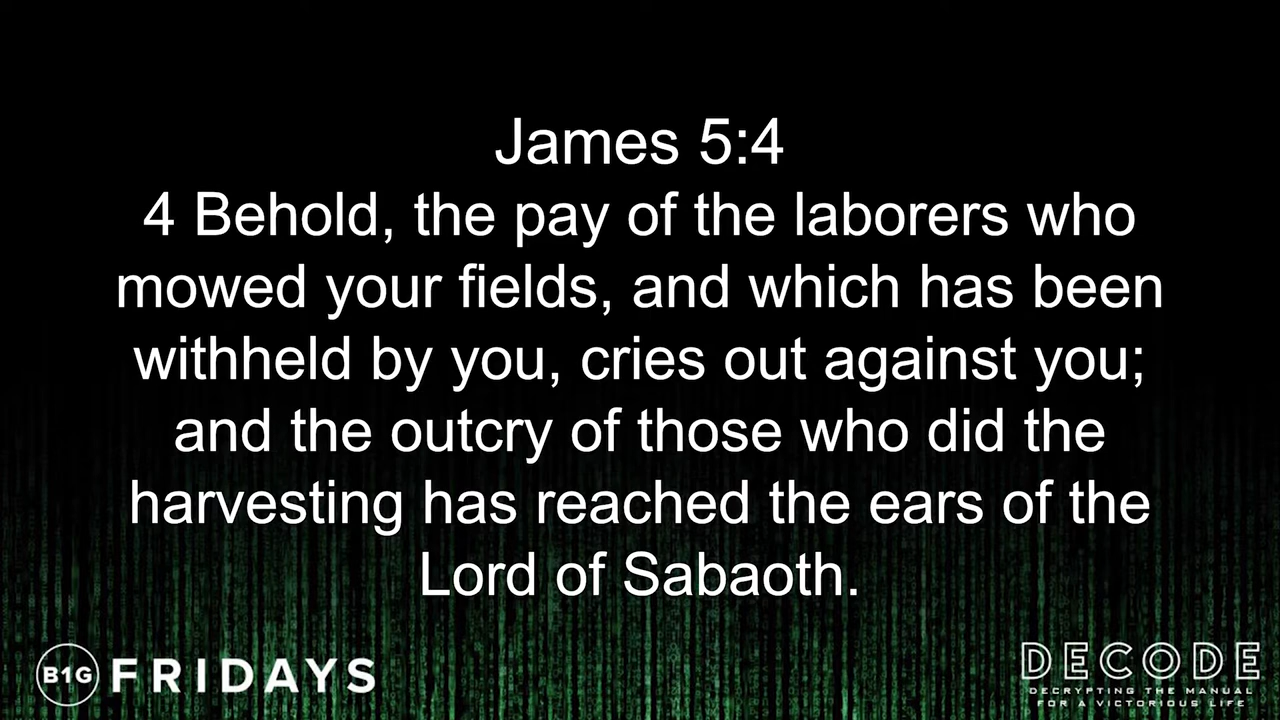 James 5:4
4 Behold, the pay of the laborers who
mowed your fields, and which has been
withheld by you, cries out against you;
and the outcry of those who did the
harvesting has reached the ears of the
Lord of Sabaoth.
B1G FRIDAYS
DECODE
DECRYPTING THE MANUAL
FOR A VICTORIOUS LIFE